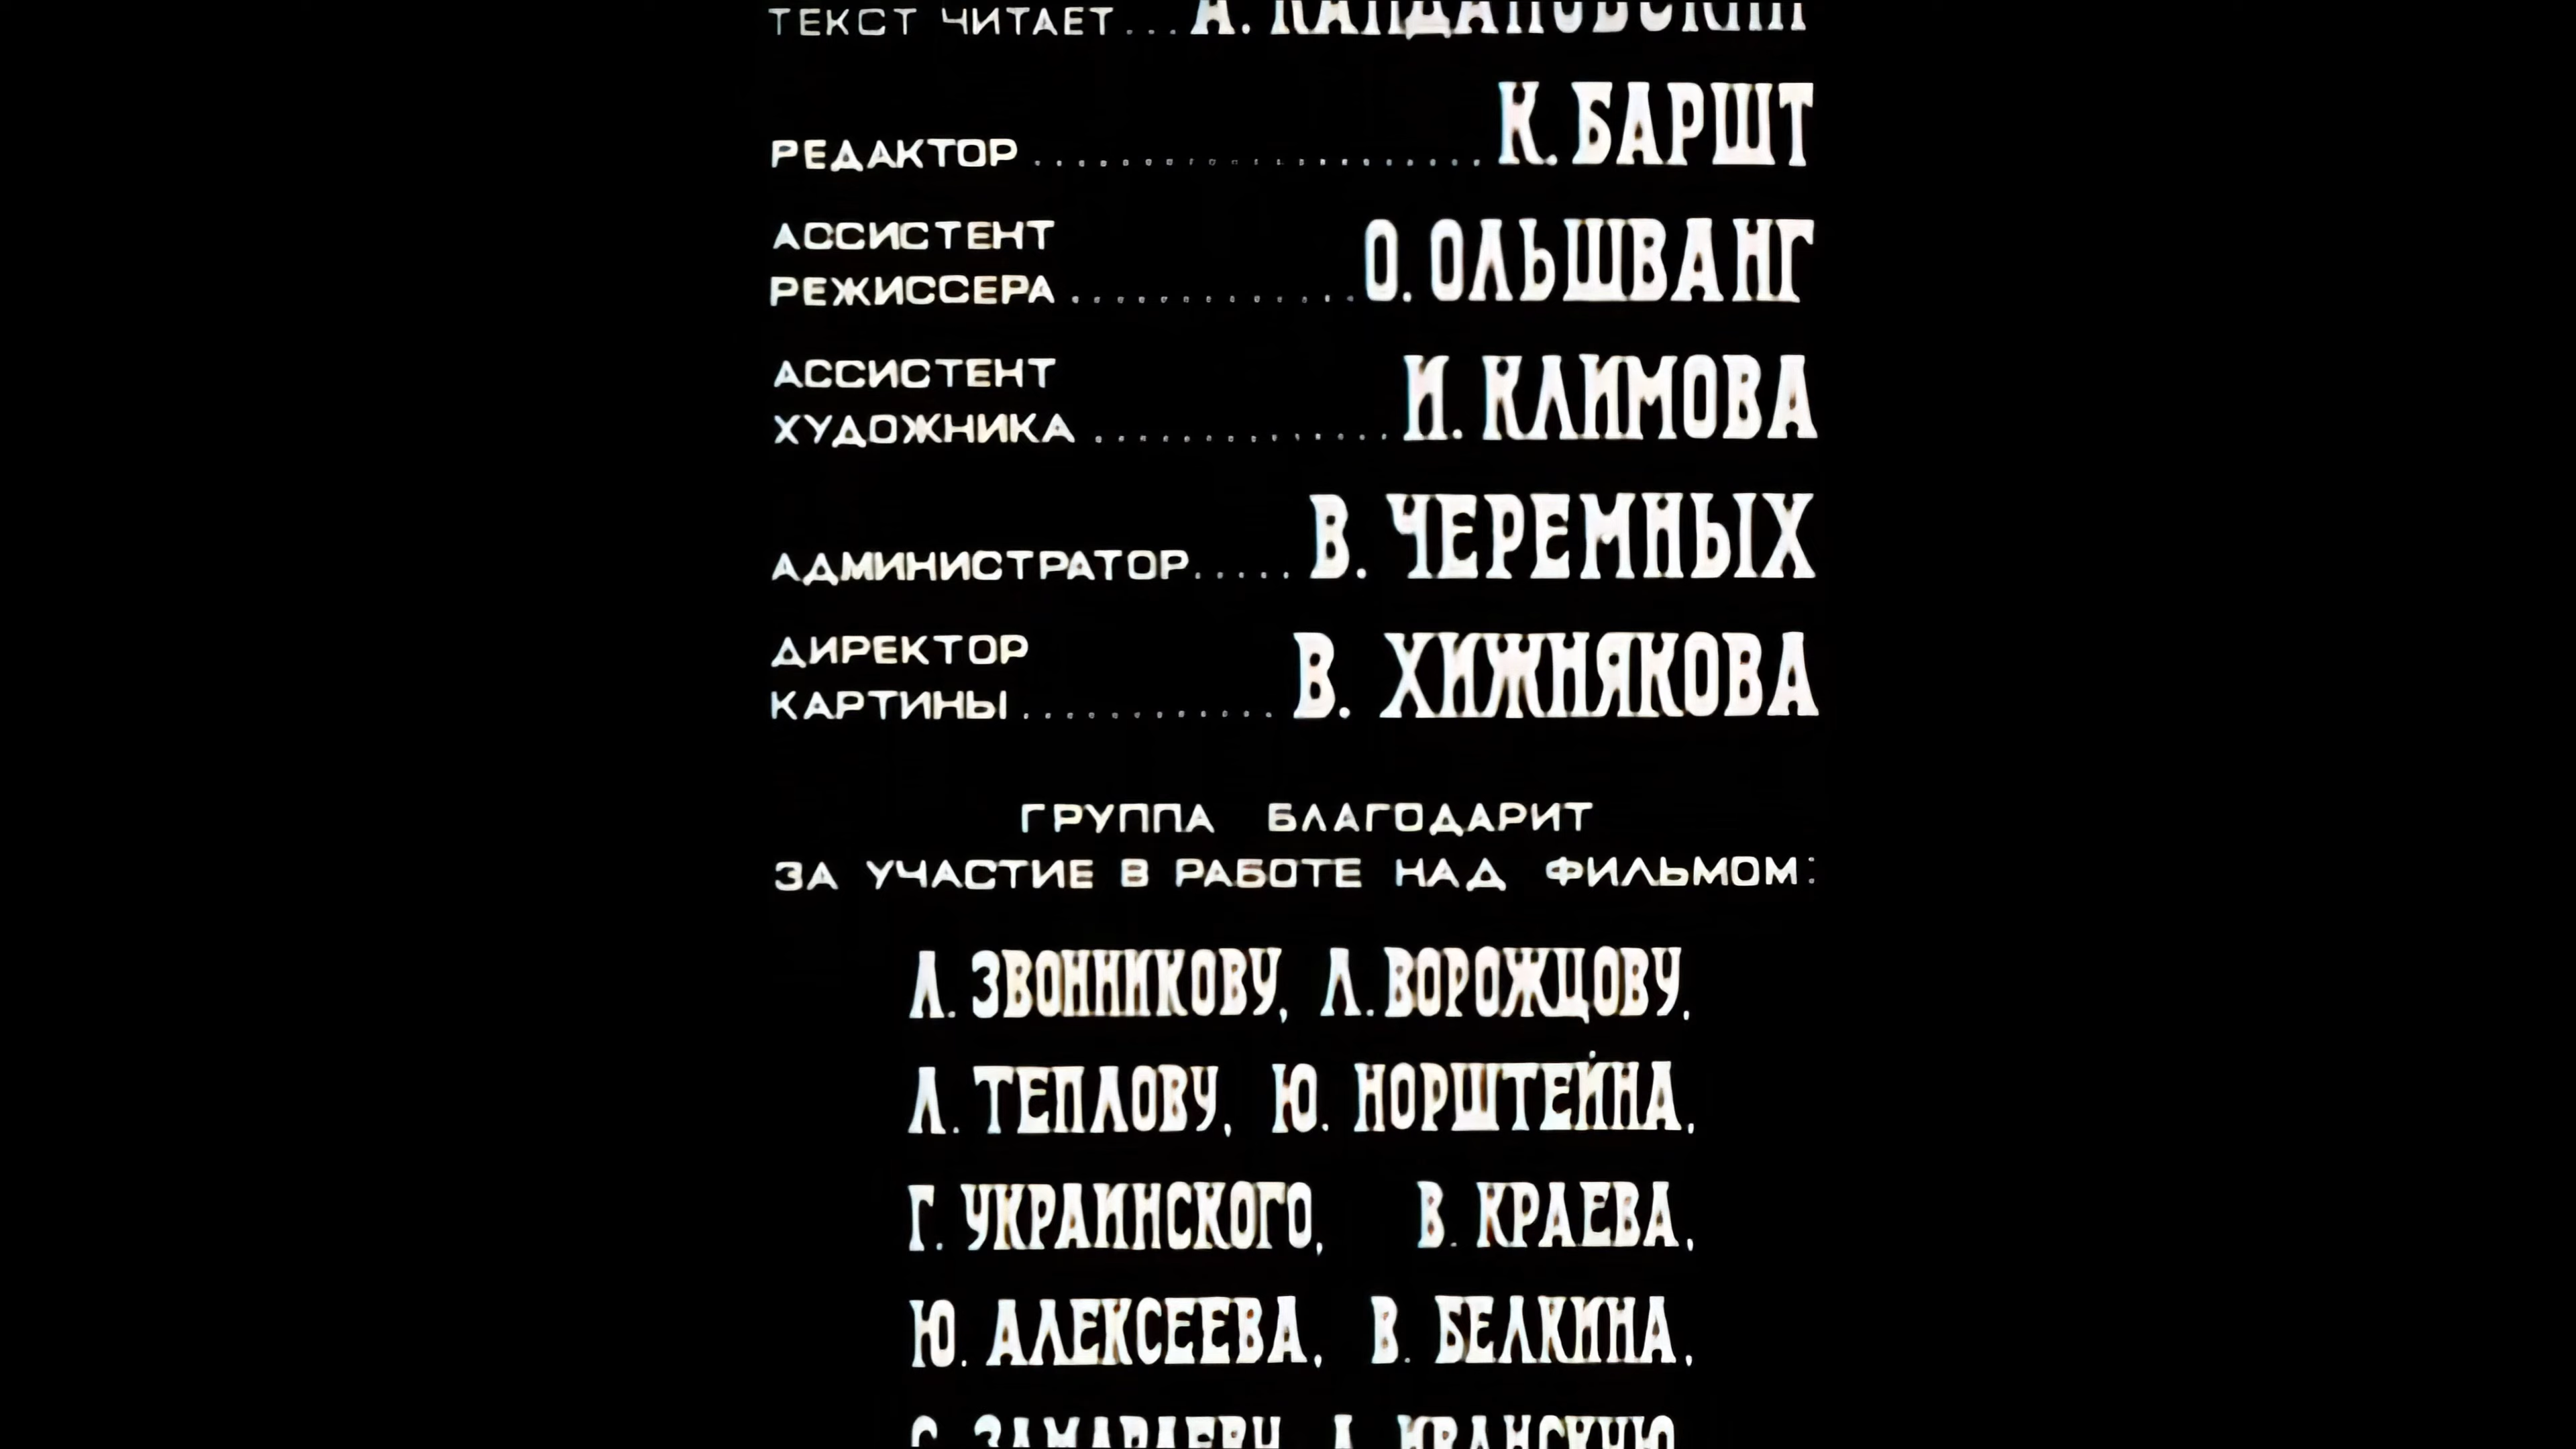 ТЕКСТ ЧИТАЕТ... А. КАЙДАНОВСКИЙ
РЕДАКТОР ..................... К. БАРШТ
АССИСТЕНТ
РЕЖИССЕРА ............. О. ОЛЬШВАНГ
АССИСТЕНТ
ХУДОЖНИКА .............. И. КЛИМОВА
АДМИНИСТРАТОР..... В. ЧЕРЕМНЫХ
ДИРЕКТОР
КАРТИНЫ ............ В. ХИЖНЯКОВА
ГРУППА БЛАГОДАРИТ
ЗА УЧАСТИЕ В РАБОТЕ НАД ФИЛЬМОМ:
Л. ЗВОННИКОВУ, Л. ВОРОЖЦОВУ,
Л. ТЕПЛОВУ, Ю. НОРШТЕЙНА,
Г. УКРАИНСКОГО, В. КРАЕВА,
Ю. АЛЕКСЕЕВА, В. БЕЛКИНА,